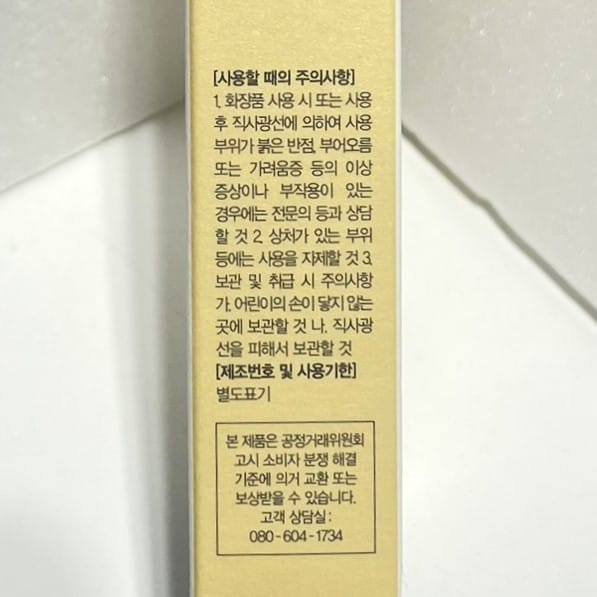 [사용할 때의 주의사항]
1. 화장품 사용 시 또는 사용
후 직사광선에 의하여 사용
부위가 붉은 반점, 부어오름
또는 가려움증 등의 이상
증상이나 부작용이 있는
경우에는 전문의 등과 상담
할 것 2. 상처가 있는 부위
등에는 사용을 자제할 것 3.
보관 및 취급 시 주의사항
가. 어린이의 손이 닿지 않는
곳에 보관할 것 나. 직사광
선을 피해서 보관할 것
[제조번호 및 사용기한]
별도표기
본 제품은 공정거래위원회
고시 소비자 분쟁 해결
기준에 의거 교환 또는
보상받을 수 있습니다.
고객 상담실 :
080-604-1734